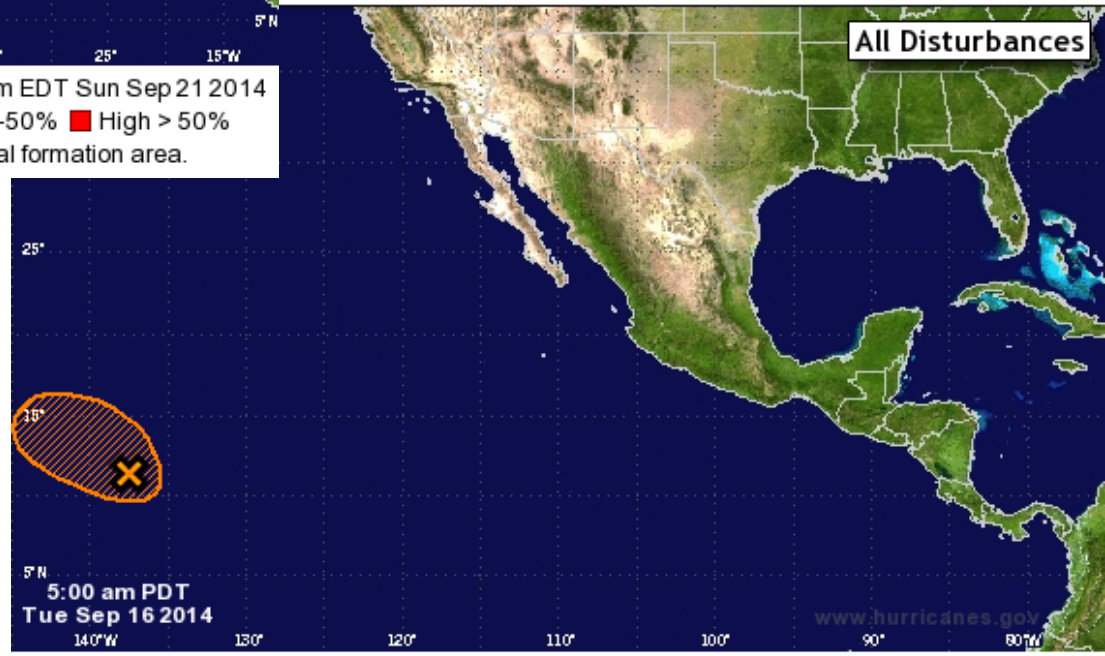 5°N
25° 15°W
m EDT Sun Sep 21 2014
-50% High > 50%
al formation area.
All Disturbances
25°
15°
5°N
5:00 am PDT
Tue Sep 16 2014
www.hurricanes.gov
140°W 130° 120° 110° 100° 90° 80°W